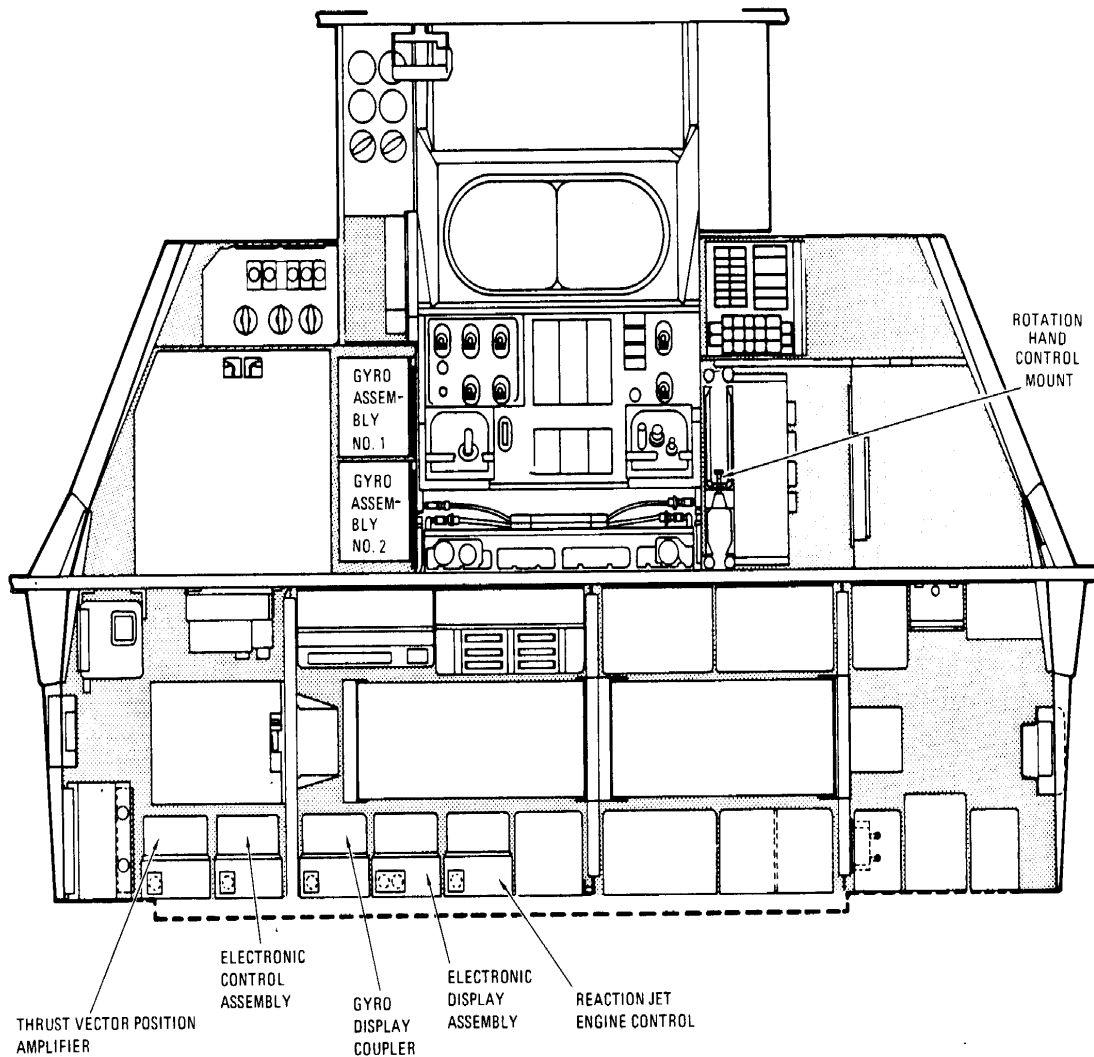 ROTATION
HAND
CONTROL
MOUNT
GYRO
ASSEM-
BLY
NO. 1
GYRO
ASSEM-
BLY
NO. 2
THRUST VECTOR POSITION
AMPLIFIER
ELECTRONIC
CONTROL
ASSEMBLY
GYRO
DISPLAY
COUPLER
ELECTRONIC
DISPLAY
ASSEMBLY
REACTION JET
ENGINE CONTROL